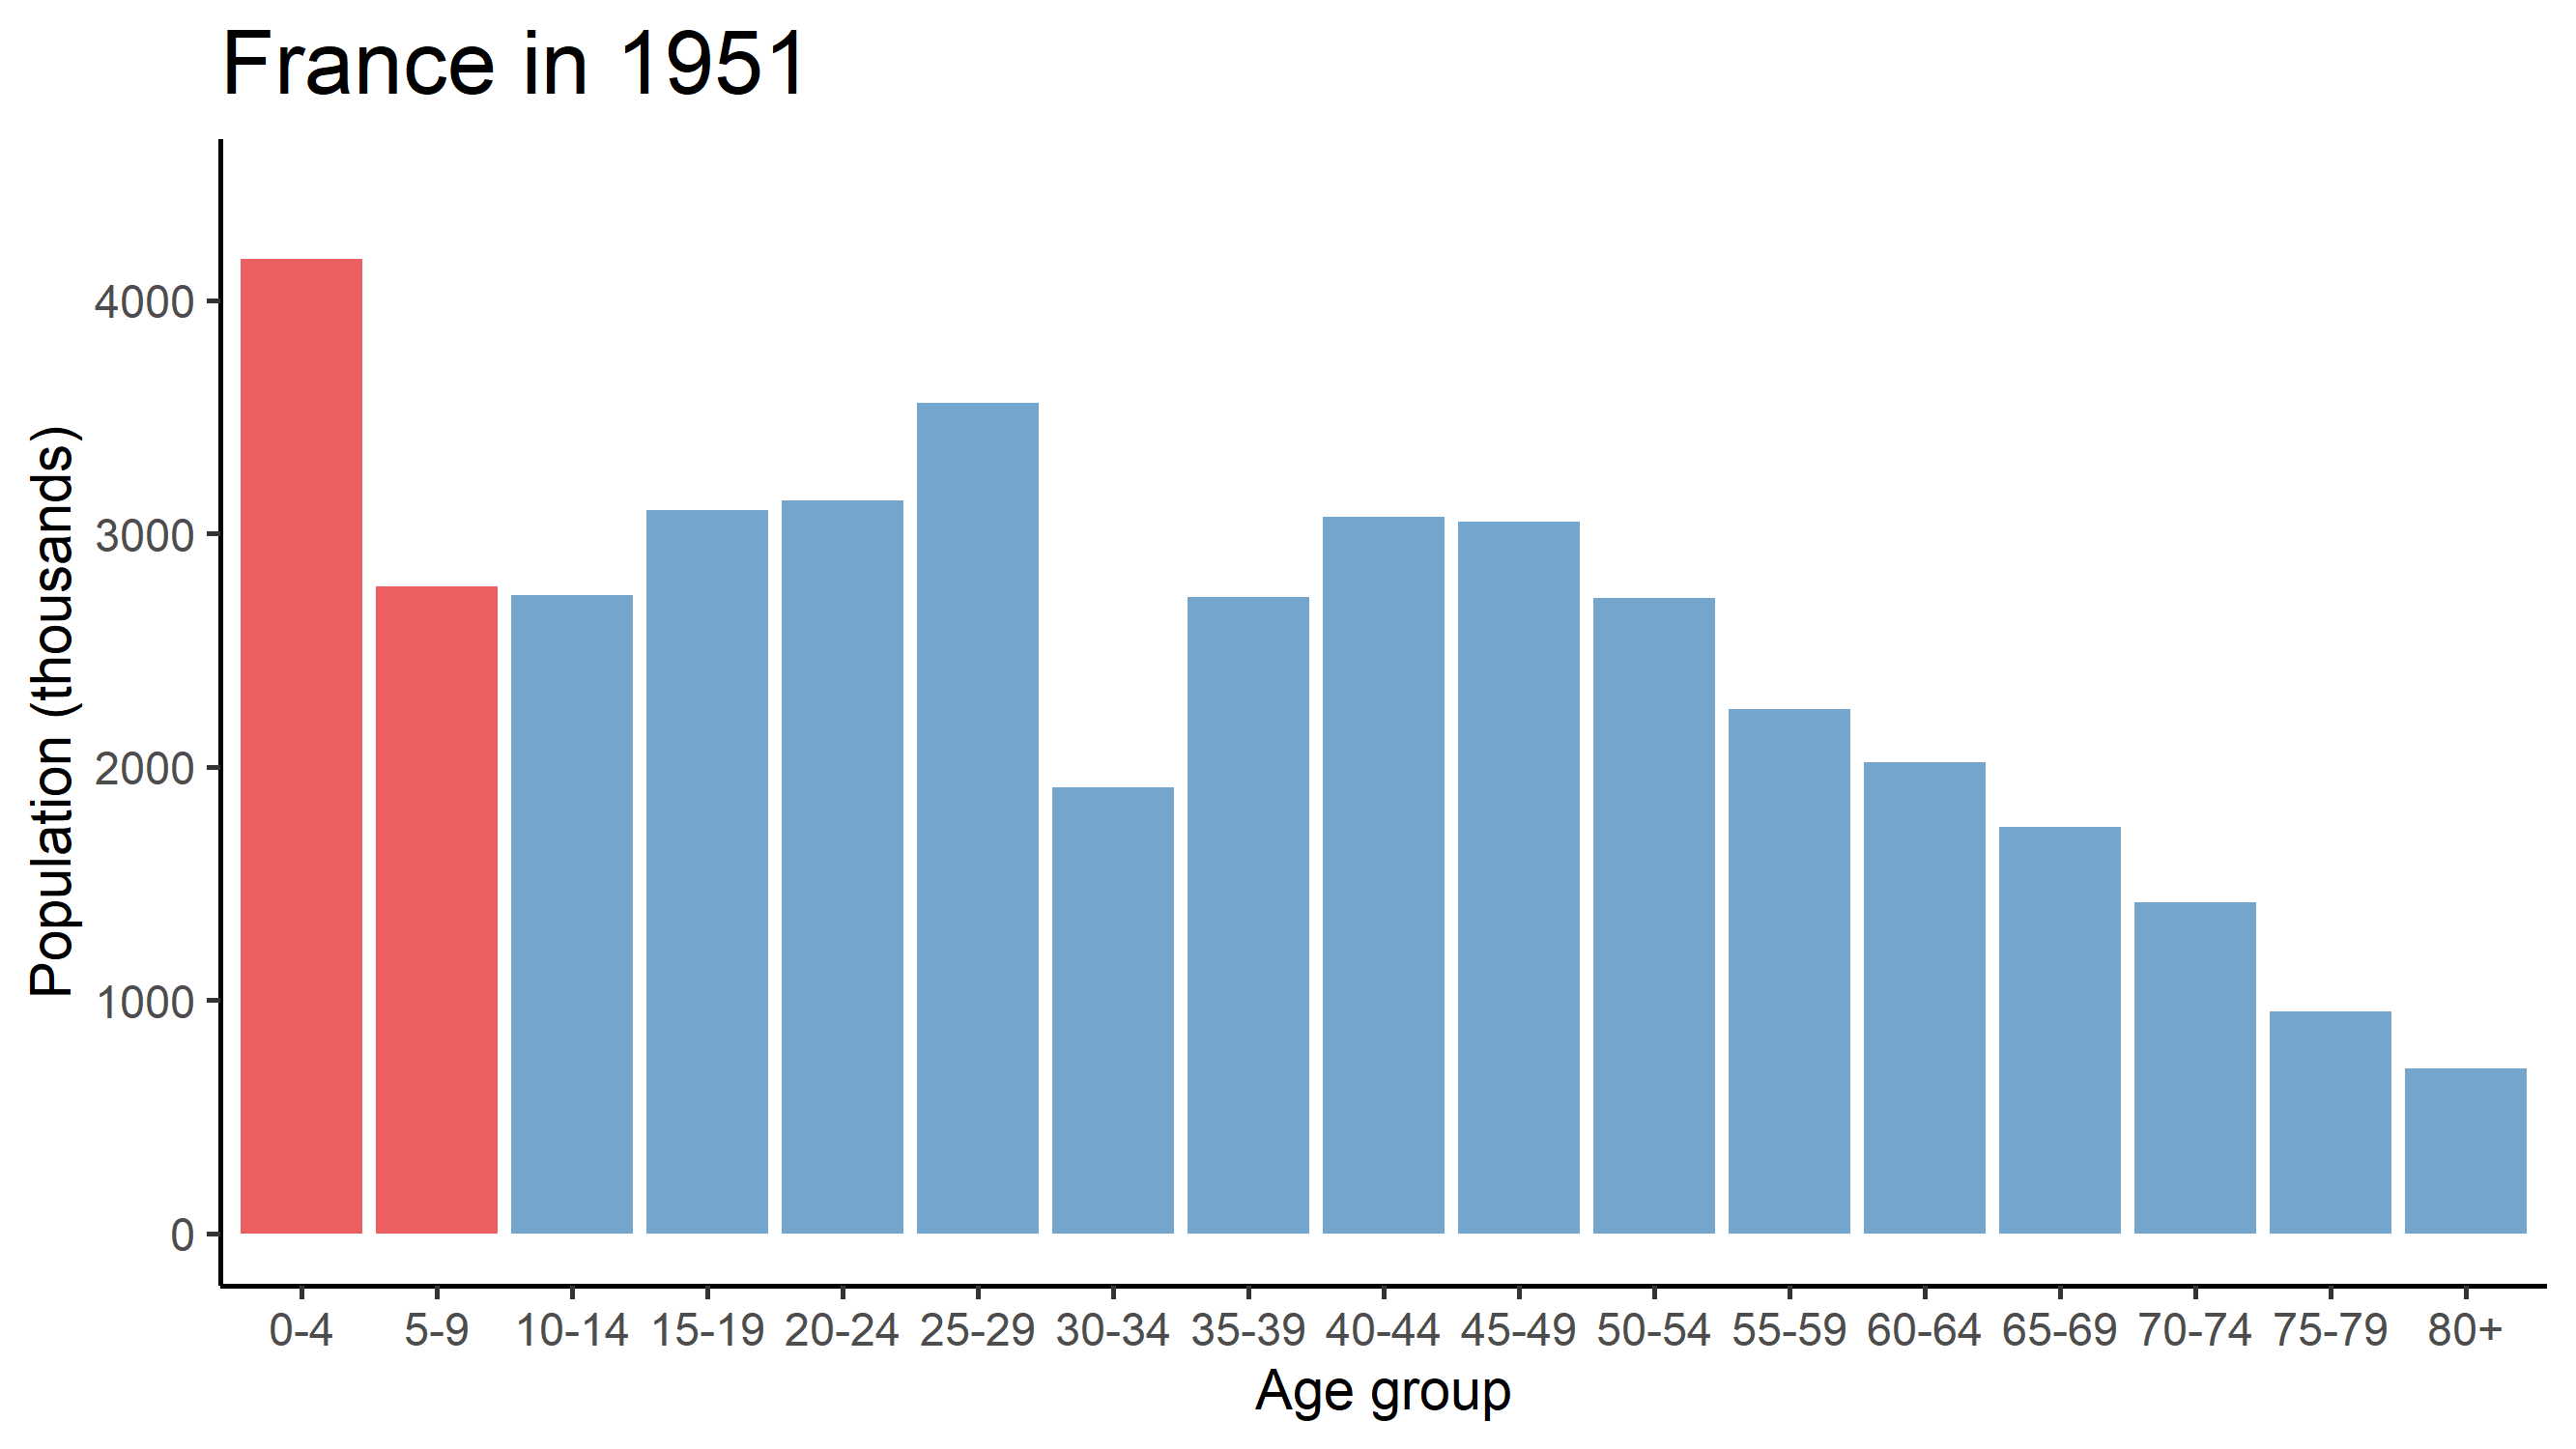 France in 1951
Population (thousands)
4000
3000
2000
1000
0
0-4 5-9 10-14 15-19 20-24 25-29 30-34 35-39 40-44 45-49 50-54 55-59 60-64 65-69 70-74 75-79 80+
Age group